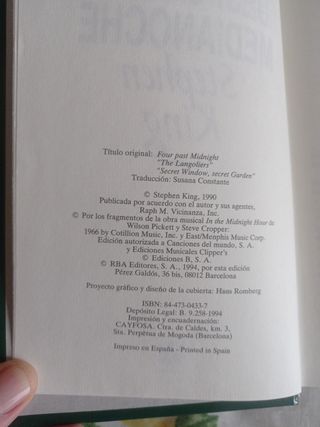 MEDIANOCHE
Stephen
King
Título original: Four past Midnight
"The Langoliers"
"Secret Window, secret Garden"
Traducción: Susana Constante
© Stephen King, 1990
Publicada por acuerdo con el autor y sus agentes,
Raph M. Vicinanza, Inc.
© Por los fragmentos de la obra musical In the Midnight Hour de
Wilson Pickett y Steve Cropper:
1966 by Cotillion Music, Inc. y East/Menphis Music Corp.
Edición autorizada a Canciones del mundo, S. A.
y Ediciones Musicales Clipper's
© Ediciones B, S. A.
© RBA Editores, S. A., 1994, por esta edición
Pérez Galdós, 36 bis, 08012 Barcelona
Proyecto gráfico y diseño de la cubierta: Hans Romberg
ISBN: 84-473-0433-7
Depósito Legal: B. 9.258-1994
Impresión y encuadernación:
CAYFOSA. Ctra. de Caldes, km. 3,
Sta. Perpètua de Mogoda (Barcelona)
Impreso en España - Printed in Spain